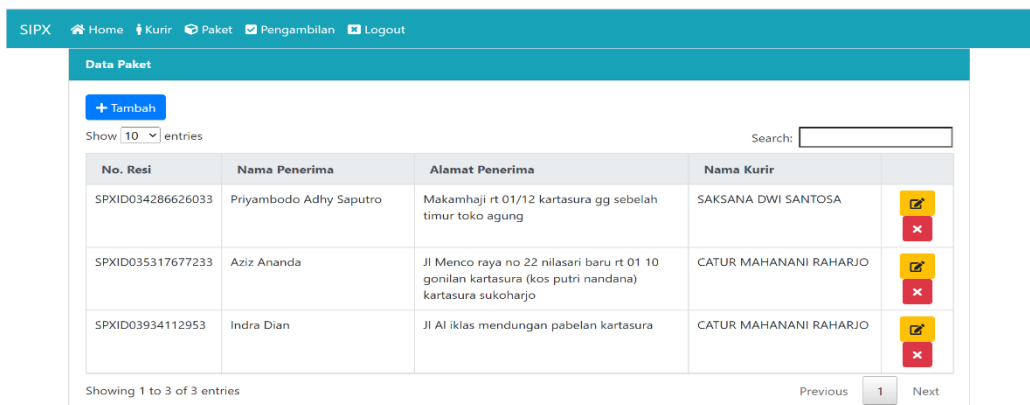 SIPX Home Kurir Paket Pengambilan Logout
Data Paket
Tambah
Show 10 entries Search:
No. Resi Nama Penerima Alamat Penerima Nama Kurir
SPXID034286626033 Priyambodo Adhy Saputro Makamhaji rt 01/12 kartasura gg sebelah SAKSANA DWI SANTOSA
timur toko agung
SPXID035317677233 Aziz Ananda Jl Menco raya no 22 nilasari baru rt 01 10 CATUR MAHANANI RAHARJO
gonilan kartasura (kos putri nandana)
kartasura sukoharjo
SPXID03934112953 Indra Dian Jl Al iklas mendungan pabelan kartasura CATUR MAHANANI RAHARJO
Showing 1 to 3 of 3 entries Previous 1 Next